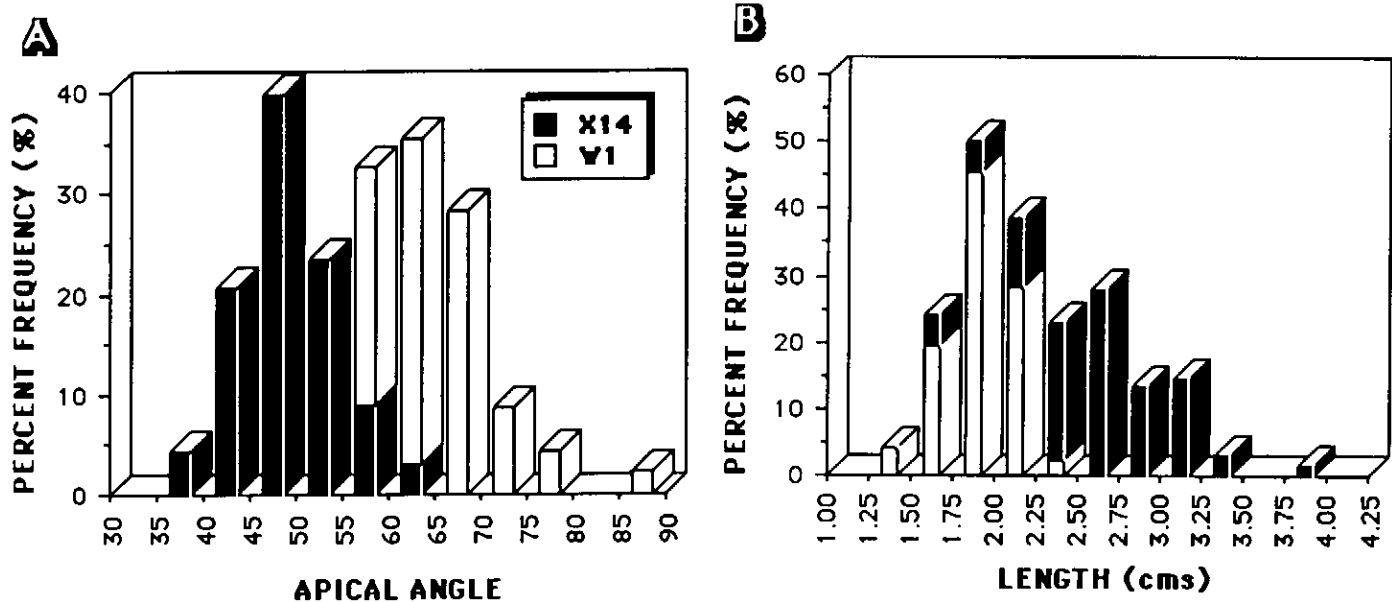 A
PERCENT FREQUENCY (%)
40
30
20
10
0
X14
V1
30 35 40 45 50 55 60 65 70 75 80 85 90
APICAL ANGLE
B
PERCENT FREQUENCY (%)
60
50
40
30
20
10
0
1.00 1.25 1.50 1.75 2.00 2.25 2.50 2.75 3.00 3.25 3.50 3.75 4.00 4.25
LENGTH (cms)